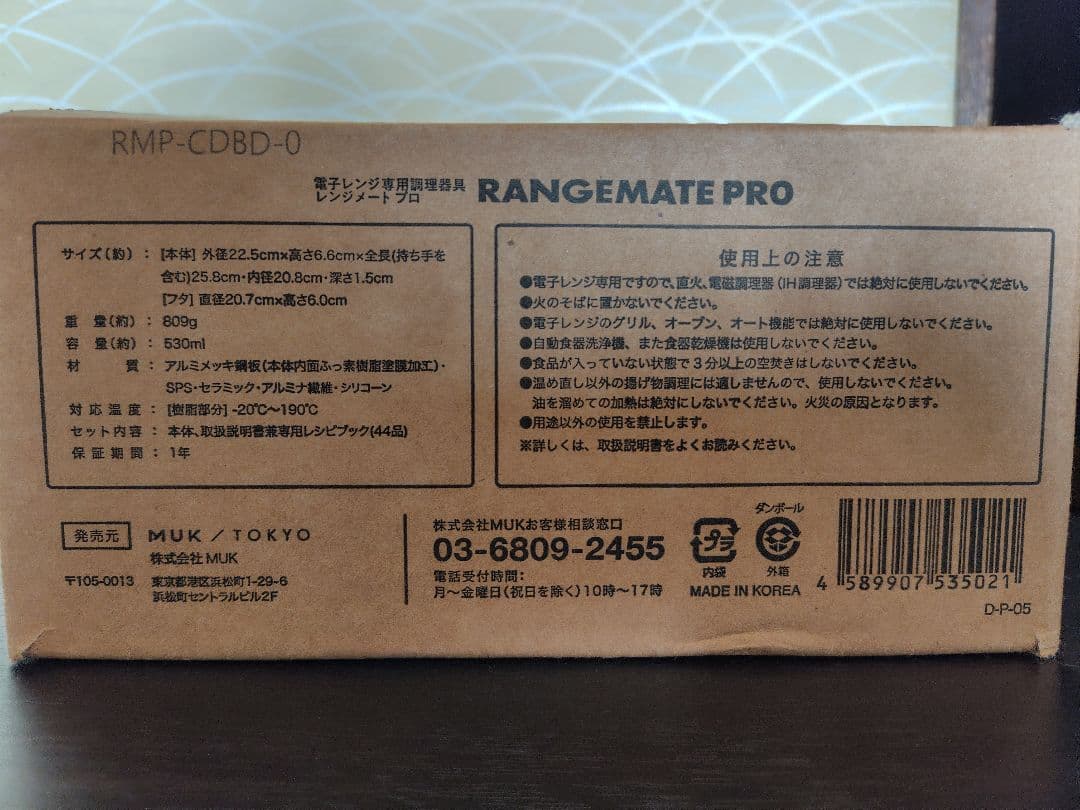 RMP-CDBD-0
電子レンジ専用調理器具
レンジメートプロ
RANGEMATE PRO
サイズ(約)：[本体] 外径22.5cm×高さ6.6cm×全長(持ち手を
含む)25.8cm・内径20.8cm・深さ1.5cm
[フタ] 直径20.7cm×高さ6.0cm
重量(約)：809g
容量(約)：530ml
材質：アルミメッキ鋼板(本体内面ふっ素樹脂塗膜加工)・
SPS・セラミック・アルミナ繊維・シリコーン
対応温度：[樹脂部分] -20℃～190℃
セット内容：本体、取扱説明書兼専用レシピブック(44品)
保証期間：1年
使用上の注意
●電子レンジ専用ですので、直火、電磁調理器(IH調理器)では絶対に使用しないでください。
●火のそばに置かないでください。
●電子レンジのグリル、オーブン、オート機能では絶対に使用しないでください。
●自動食器洗浄機、また食器乾燥機は使用しないでください。
●食品が入っていない状態で3分以上の空焚きはしないでください。
●温め直し以外の揚げ物調理には適しませんので、使用しないでください。
油を溜めての加熱は絶対にしないでください。火災の原因となります。
●用途以外の使用を禁止します。
※詳しくは、取扱説明書をよくお読みください。
発売元
MUK / TOKYO
株式会社MUK
〒105-0013 東京都港区浜松町1-29-6
浜松町セントラルビル2F
株式会社MUKお客様相談窓口
03-6809-2455
電話受付時間：
月～金曜日(祝日を除く)10時～17時
プラ
内袋
ダンボール
外箱
MADE IN KOREA
4 589907 535021
D-P-05